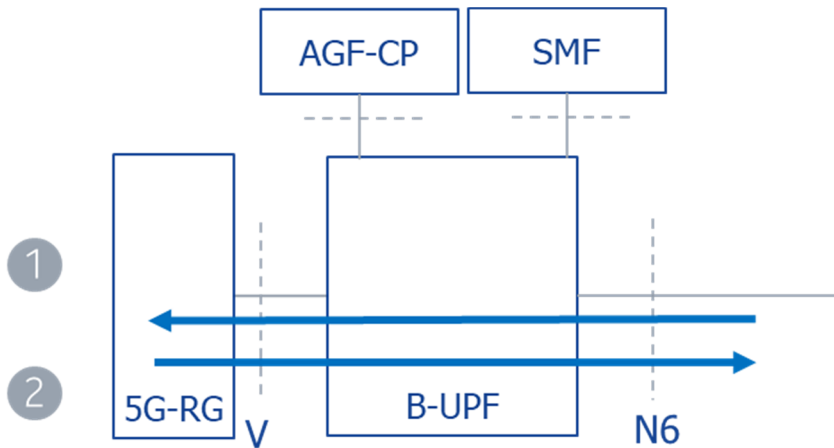 AGF-CP
SMF
1
2
5G-RG
V
B-UPF
N6